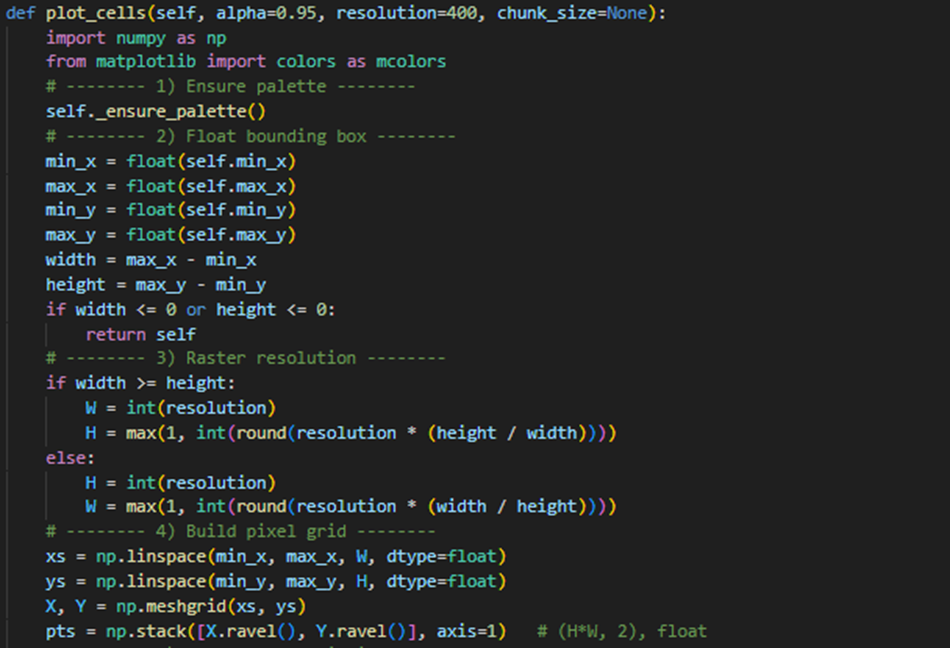 def plot_cells(self, alpha=0.95, resolution=400, chunk_size=None):
    import numpy as np
    from matplotlib import colors as mcolors
    # -------- 1) Ensure palette --------
    self._ensure_palette()
    # -------- 2) Float bounding box --------
    min_x = float(self.min_x)
    max_x = float(self.max_x)
    min_y = float(self.min_y)
    max_y = float(self.max_y)
    width = max_x - min_x
    height = max_y - min_y
    if width <= 0 or height <= 0:
        return self
    # -------- 3) Raster resolution --------
    if width >= height:
        W = int(resolution)
        H = max(1, int(round(resolution * (height / width))))
    else:
        H = int(resolution)
        W = max(1, int(round(resolution * (width / height))))
    # -------- 4) Build pixel grid --------
    xs = np.linspace(min_x, max_x, W, dtype=float)
    ys = np.linspace(min_y, max_y, H, dtype=float)
    X, Y = np.meshgrid(xs, ys)
    pts = np.stack([X.ravel(), Y.ravel()], axis=1)   # (H*W, 2), float